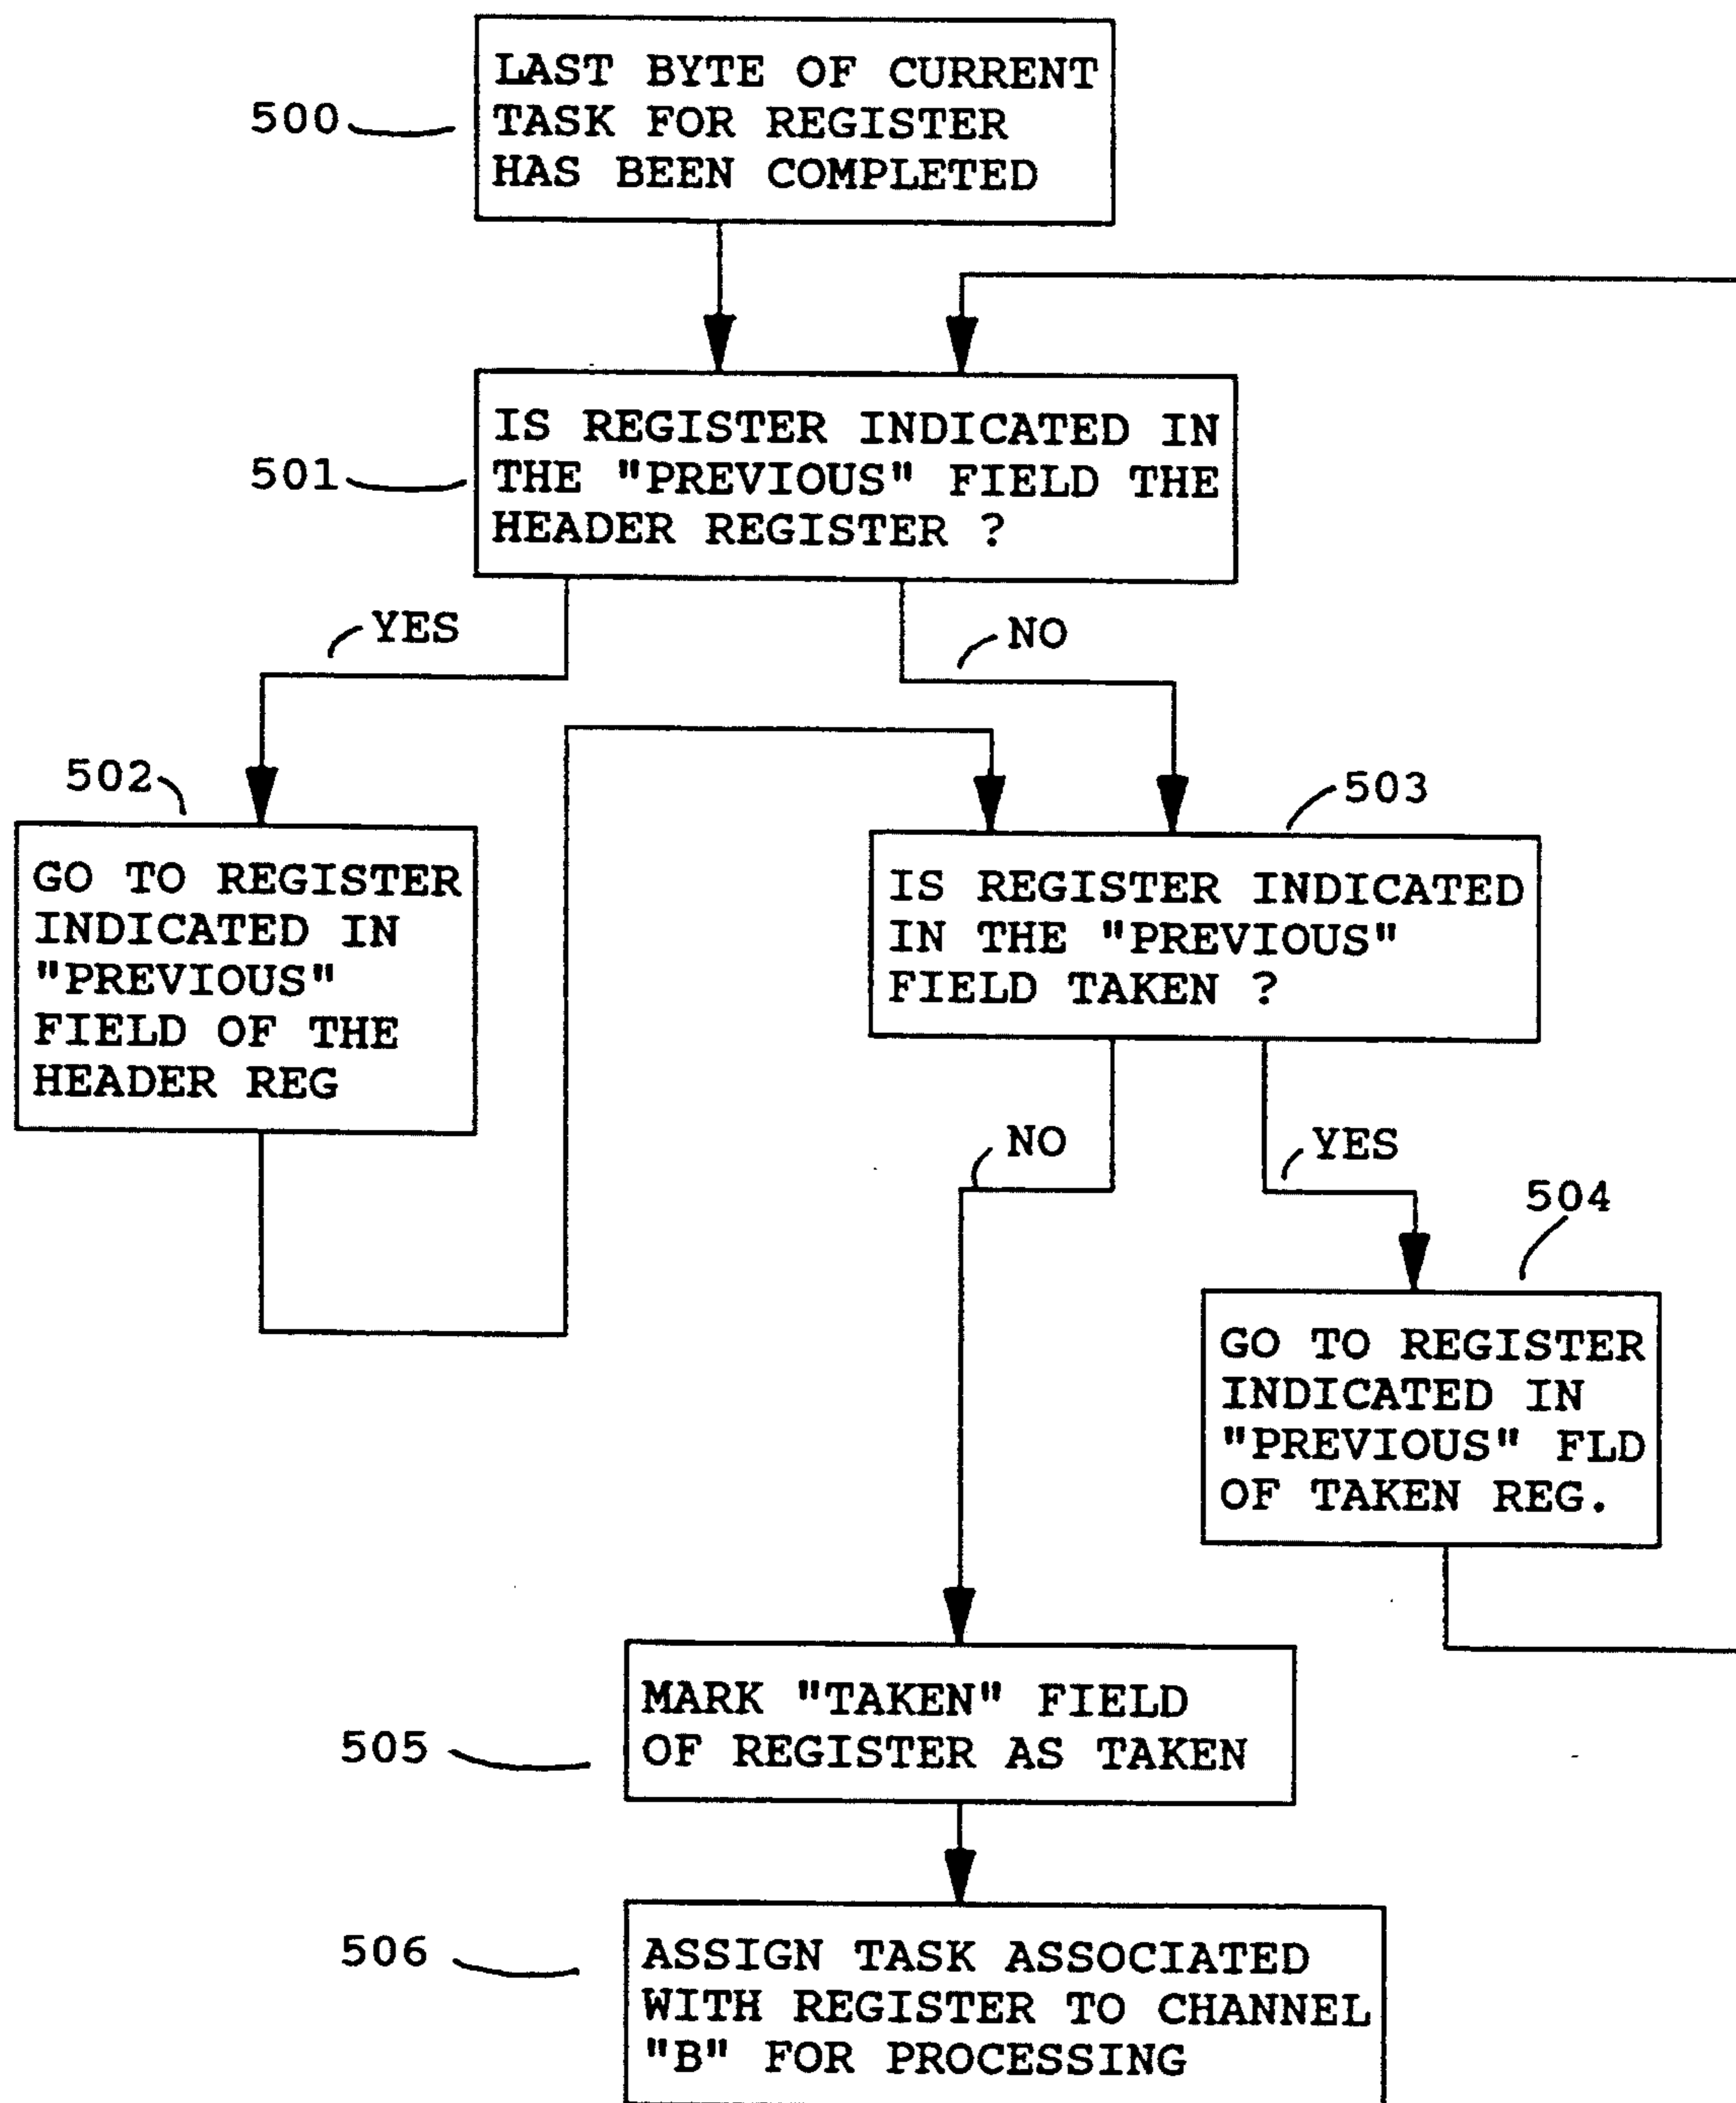 LAST BYTE OF CURRENT
500
TASK FOR REGISTER
HAS BEEN COMPLETED
IS REGISTER INDICATED IN
501
THE "PREVIOUS" FIELD THE
HEADER REGISTER ?
YES
NO
502
GO TO REGISTER
INDICATED IN
"PREVIOUS"
FIELD OF THE
HEADER REG
503
IS REGISTER INDICATED
IN THE "PREVIOUS"
FIELD TAKEN ?
NO
YES
504
GO TO REGISTER
INDICATED IN
"PREVIOUS" FLD
OF TAKEN REG.
505
MARK "TAKEN" FIELD
OF REGISTER AS TAKEN
506
ASSIGN TASK ASSOCIATED
WITH REGISTER TO CHANNEL
"B" FOR PROCESSING